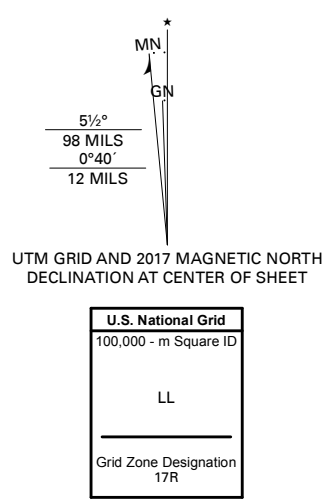 ★
MN
GN
5½°
98 MILS
0°40´
12 MILS
UTM GRID AND 2017 MAGNETIC NORTH
DECLINATION AT CENTER OF SHEET
U.S. National Grid
100,000 - m Square ID
LL
Grid Zone Designation
17R